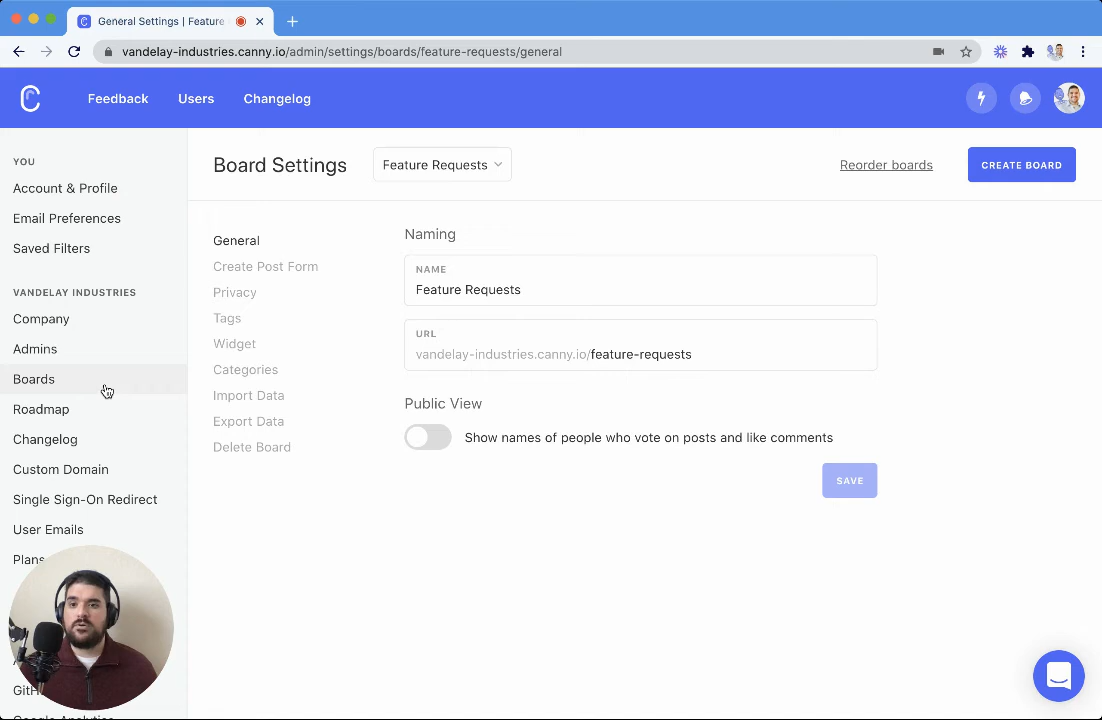 General Settings | Feature
vandelay-industries.canny.io/admin/settings/boards/feature-requests/general
Feedback
Users
Changelog
YOU
Account & Profile
Email Preferences
Saved Filters
VANDELAY INDUSTRIES
Company
Admins
Boards
Roadmap
Changelog
Custom Domain
Single Sign-On Redirect
User Emails
Plans
Board Settings
Feature Requests
Reorder boards
CREATE BOARD
General
Create Post Form
Privacy
Tags
Widget
Categories
Import Data
Export Data
Delete Board
Naming
NAME
Feature Requests
URL
vandelay-industries.canny.io/feature-requests
Public View
Show names of people who vote on posts and like comments
SAVE